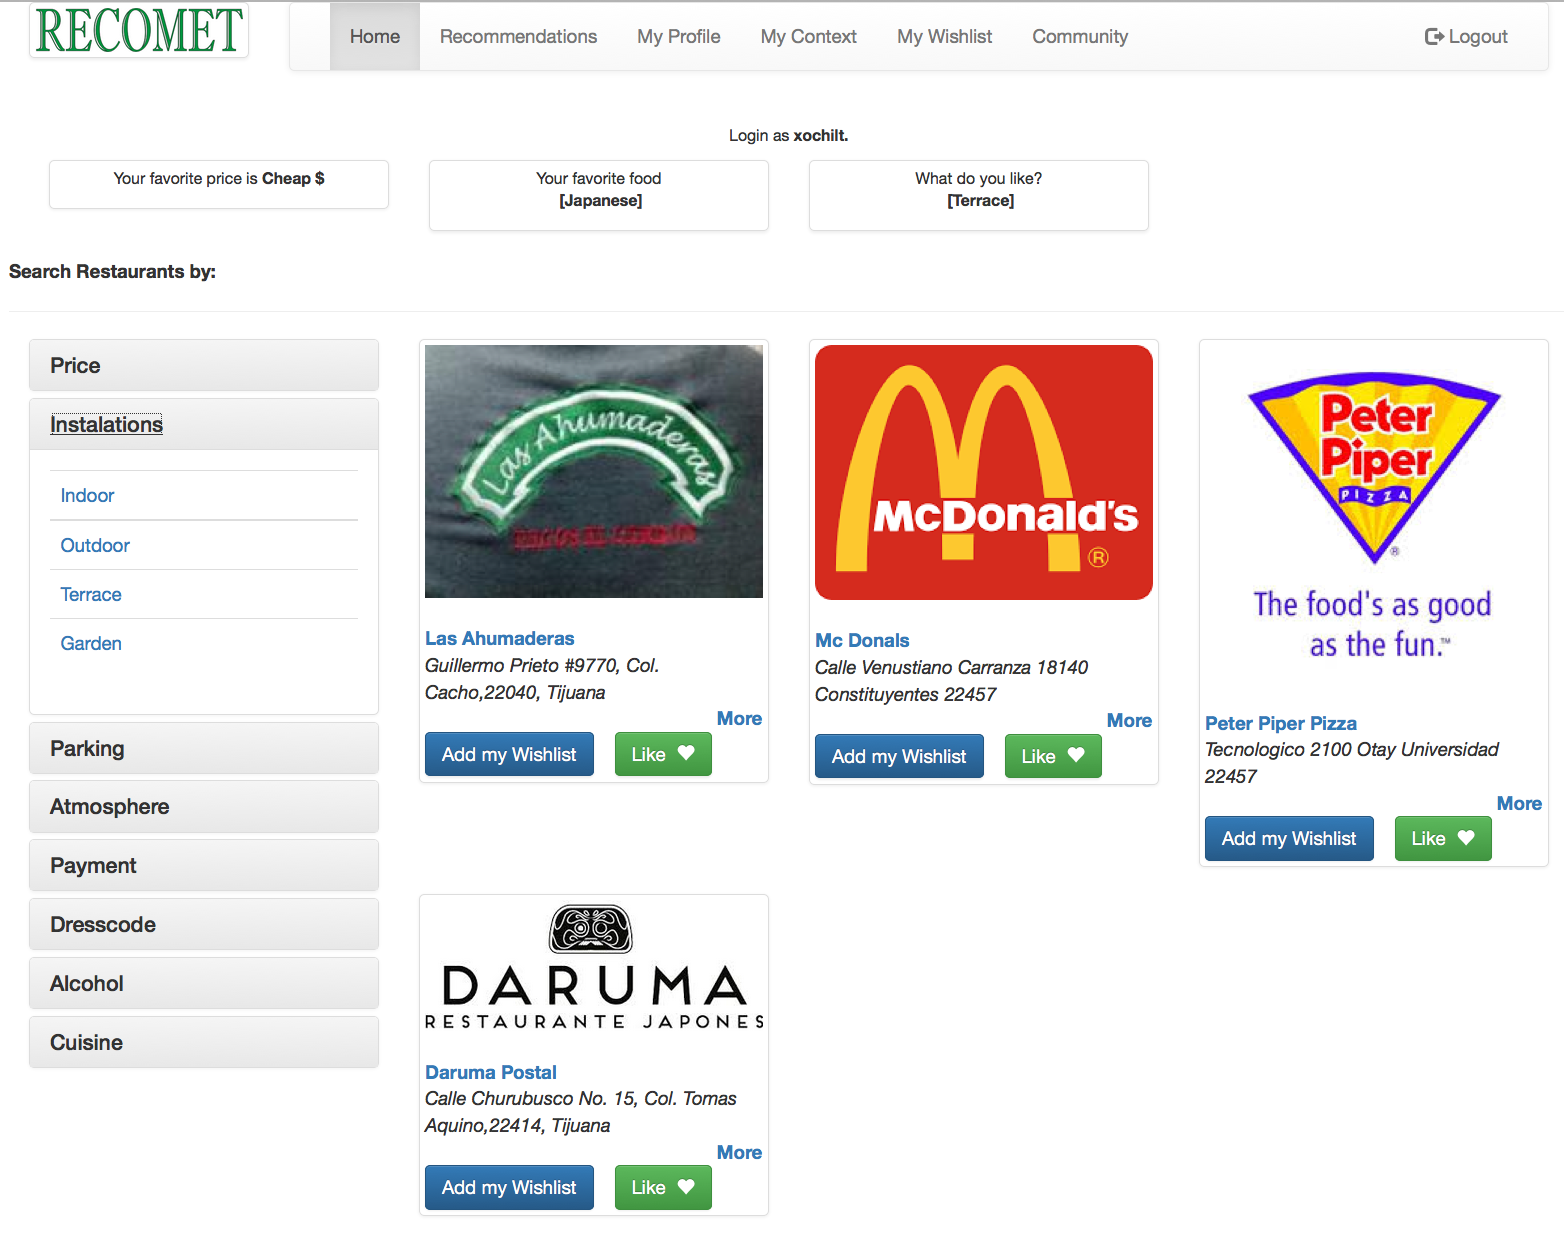 RECOMET
Home
Recommendations
My Profile
My Context
My Wishlist
Community
Logout
Login as xochilt.
Your favorite price is Cheap $
Your favorite food
[Japanese]
What do you like?
[Terrace]
Search Restaurants by:
Price
Instalations
Indoor
Outdoor
Terrace
Garden
Parking
Atmosphere
Payment
Dresscode
Alcohol
Cuisine
Las Ahumaderas
Las Ahumaderas
Guillermo Prieto #9770, Col.
Cacho,22040, Tijuana
More
Add my Wishlist
Like
McDonald's
®
Mc Donals
Calle Venustiano Carranza 18140
Constituyentes 22457
More
Add my Wishlist
Like
Peter
Piper
PIZZA
®
The food's as good
as the fun.™
Peter Piper Pizza
Tecnologico 2100 Otay Universidad
22457
More
Add my Wishlist
Like
DARUMA
RESTAURANTE JAPONES
Daruma Postal
Calle Churubusco No. 15, Col. Tomas
Aquino,22414, Tijuana
More
Add my Wishlist
Like